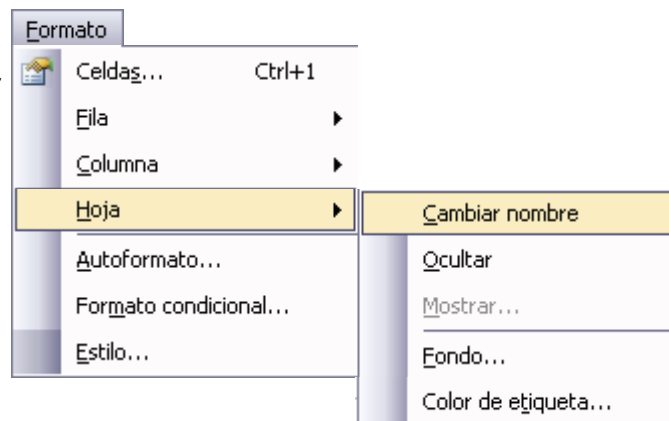 Formato
Celdas... Ctrl+1
Fila
Columna
Hoja
Autoformato...
Formato condicional...
Estilo...
Cambiar nombre
Ocultar
Mostrar...
Fondo...
Color de etiqueta...